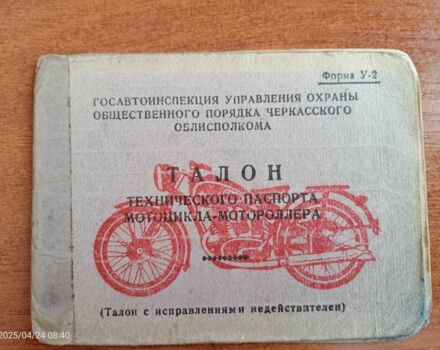 Форма У-2
ГОСАВТОИНСПЕКЦИЯ УПРАВЛЕНИЯ ОХРАНЫ
ОБЩЕСТВЕННОГО ПОРЯДКА ЧЕРКАССКОГО
ОБЛИСПОЛКОМА
ТАЛОН
ТЕХНИЧЕСКОГО ПАСПОРТА
МОТОЦИКЛА-МОТОРОЛЛЕРА
(Талон с исправлениями недействителен)
2025/04/24 08:40